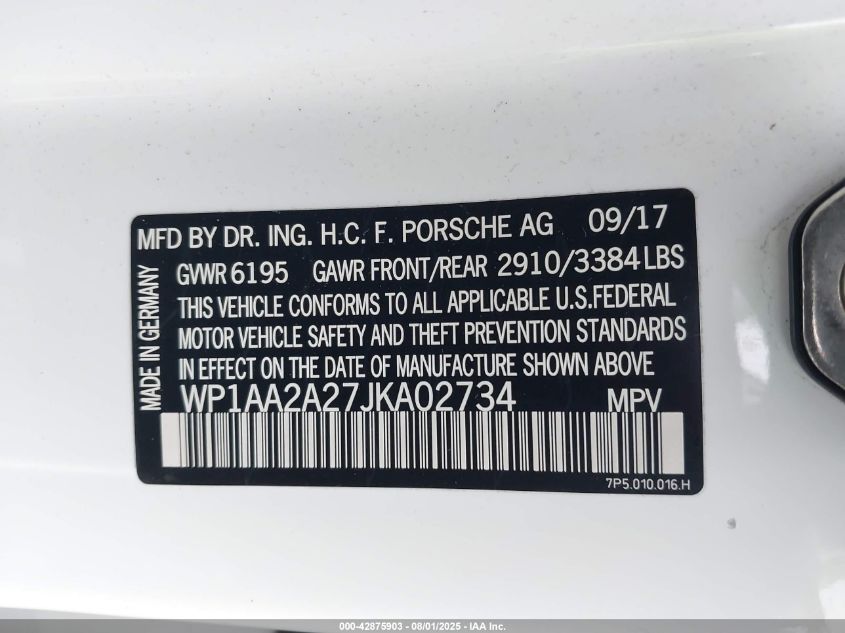 MFD BY DR. ING. H.C. F. PORSCHE AG 09/17
GVWR 6195 GAWR FRONT/REAR 2910/3384 LBS
THIS VEHICLE CONFORMS TO ALL APPLICABLE U.S.FEDERAL
MOTOR VEHICLE SAFETY AND THEFT PREVENTION STANDARDS
IN EFFECT ON THE DATE OF MANUFACTURE SHOWN ABOVE
WP1AA2A27JKA02734 MPV
MADE IN GERMANY
7P5.010.016.H
000-42875903 - 08/01/2025 - IAA Inc.